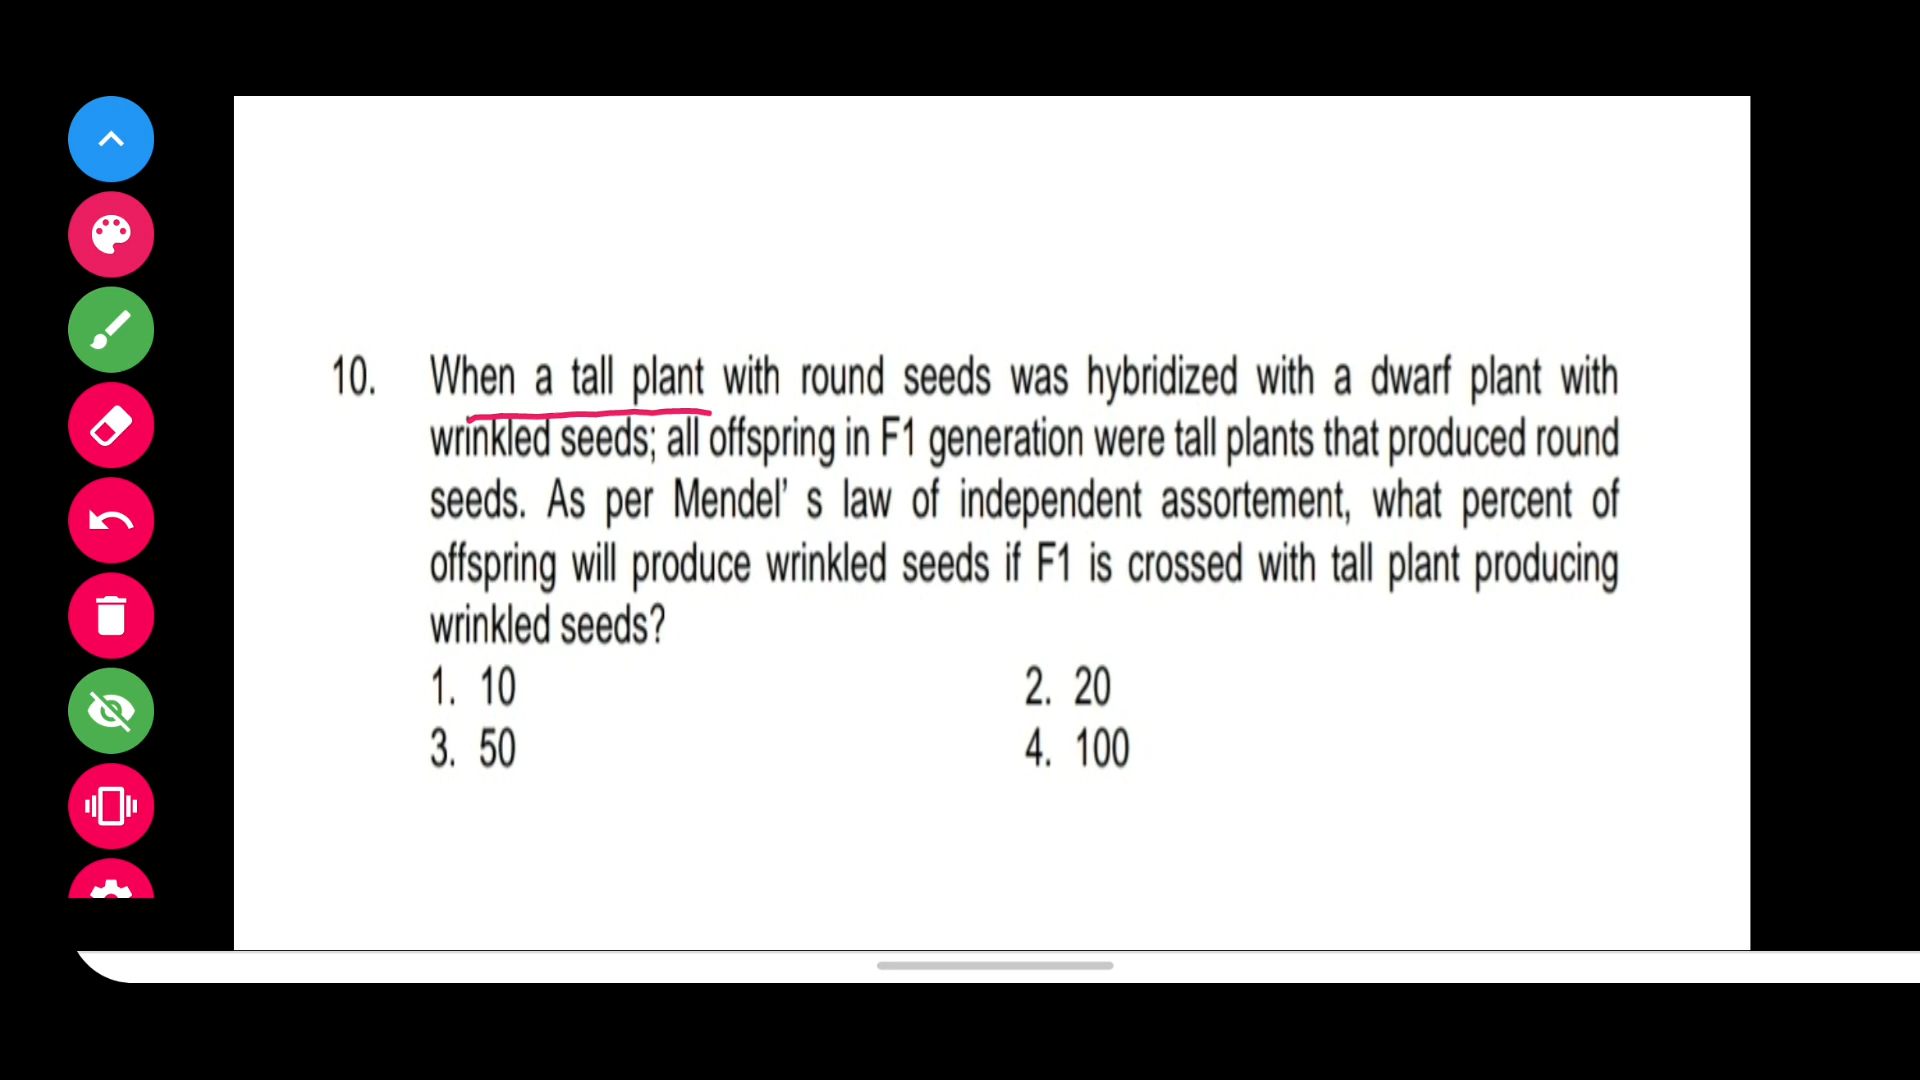 10. When a tall plant with round seeds was hybridized with a dwarf plant with
wrinkled seeds; all offspring in F1 generation were tall plants that produced round
seeds. As per Mendel’ s law of independent assortement, what percent of
offspring will produce wrinkled seeds if F1 is crossed with tall plant producing
wrinkled seeds?
1. 10 2. 20
3. 50 4. 100